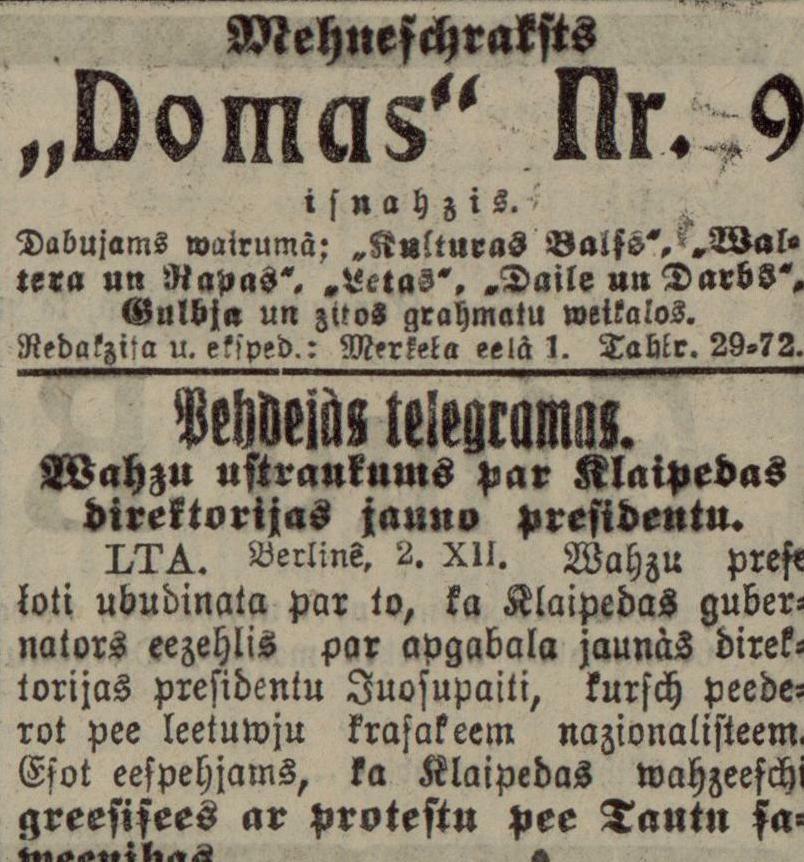 Mehneſchrakſts
„Domas“ Nr. 9
iſnahzis.
Dabujams wairumâ: „Kulturas Balſs“, „Wal-
tera un Rapas“, „Letas“, „Daile un Darbs“,
Gulbja un zitos grahmatu weikalos.
Redakzija u. ekſped.: Merķeļa eelâ 1. Tahlr. 29-72.
Pehdejàs telegramas.
Wahzu uſtraukums par Klaipedas
direktorijas jauno preſidentu.
LTA. Berlinê, 2. XII. Wahzu preſe
ļoti ubudinata par to, ka Klaipedas guber-
nators eezehlis par apgabala jaunàs direk-
torijas preſidentu Juoſupaiti, kurſch peede-
rot pee leetuwju kraſakeem nazionaliſteem.
Eſot eeſpehjams, ka Klaipedas wahzeeſchi
greeſiſees ar proteſtu pee Tautu ſa-
weenibas